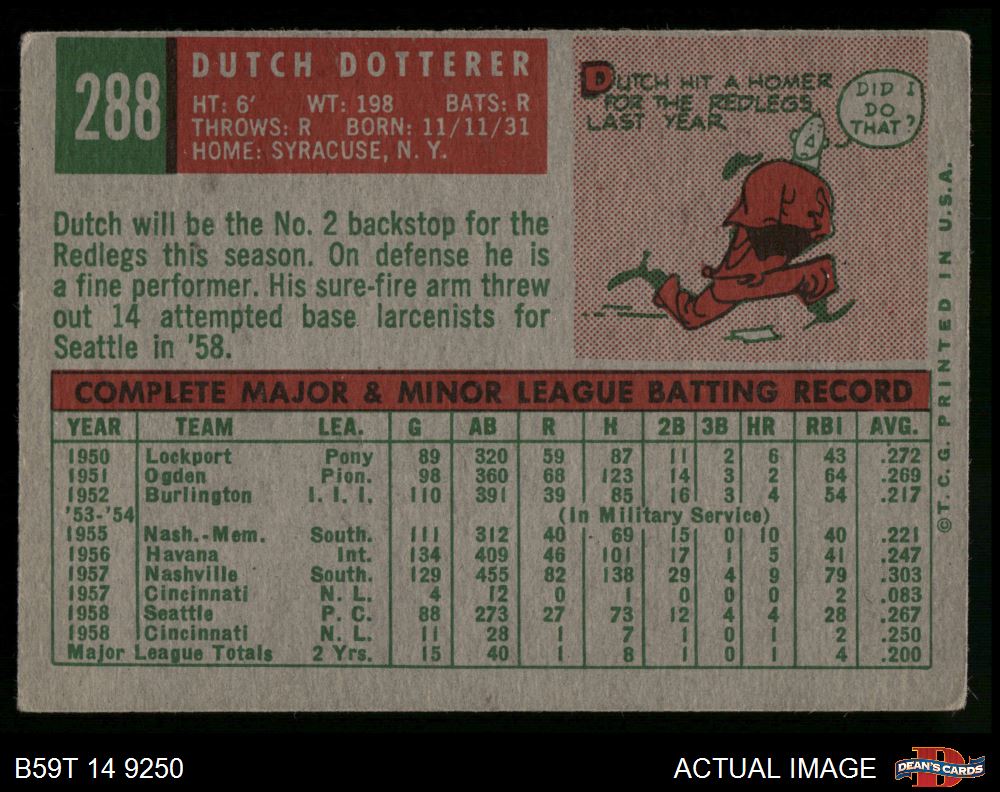 288
DUTCH DOTTERER
HT: 6' WT: 198 BATS: R
THROWS: R BORN: 11/11/31
HOME: SYRACUSE, N. Y.
DUTCH HIT A HOMER
FOR THE REDLEGS
LAST YEAR
DID I
DO
THAT?
Dutch will be the No. 2 backstop for the
Redlegs this season. On defense he is
a fine performer. His sure-fire arm threw
out 14 attempted base larcenists for
Seattle in '58.
COMPLETE MAJOR & MINOR LEAGUE BATTING RECORD
YEAR TEAM LEA. G AB R H 2B 3B HR RBI AVG.
1950 Lockport Pony 89 320 59 87 11 2 6 43 .272
1951 Ogden Pion. 98 360 68 123 14 3 2 64 .269
1952 Burlington I. I. I. 110 391 39 85 16 3 4 54 .217
'53-'54 (In Military Service)
1955 Nash.-Mem. South. 111 312 40 69 15 0 10 40 .221
1956 Havana Int. 134 409 46 101 17 1 5 41 .247
1957 Nashville South. 129 455 82 138 29 4 9 79 .303
1957 Cincinnati N. L. 4 12 0 1 0 0 0 2 .083
1958 Seattle P. C. 88 273 27 73 12 4 4 28 .267
1958 Cincinnati N. L. 11 28 1 7 1 0 1 2 .250
Major League Totals 2 Yrs. 15 40 1 8 1 0 1 4 .200
©T. C. G. PRINTED IN U.S.A.
B59T 14 9250
ACTUAL IMAGE
D
DEAN'S CARDS